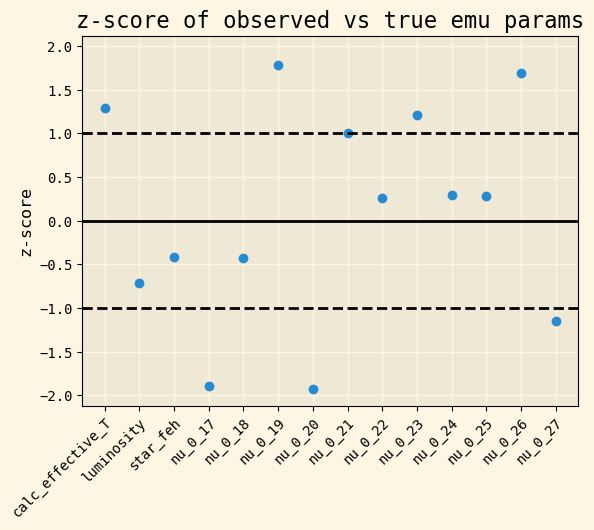 z-score of observed vs true emu params
z-score
2.0
1.5
1.0
0.5
0.0
−0.5
−1.0
−1.5
−2.0
calc_effective_T
luminosity
star_feh
nu_0_17
nu_0_18
nu_0_19
nu_0_20
nu_0_21
nu_0_22
nu_0_23
nu_0_24
nu_0_25
nu_0_26
nu_0_27